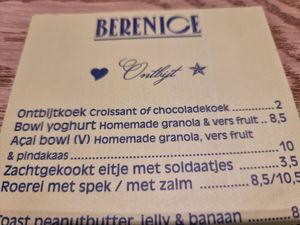 BERENICE
Ontbijt
Ontbijtkoek Croissant of chocoladekoek 2
Bowl yoghurt Homemade granola & vers fruit .. 8,5
Açai bowl (V) Homemade granola, vers fruit
& pindakaas 10
Zachtgekookt eitje met soldaatjes 3,5
Roerei met spek / met zalm 8,5/10,5
Toast peanutbutter jelly & banaan 8